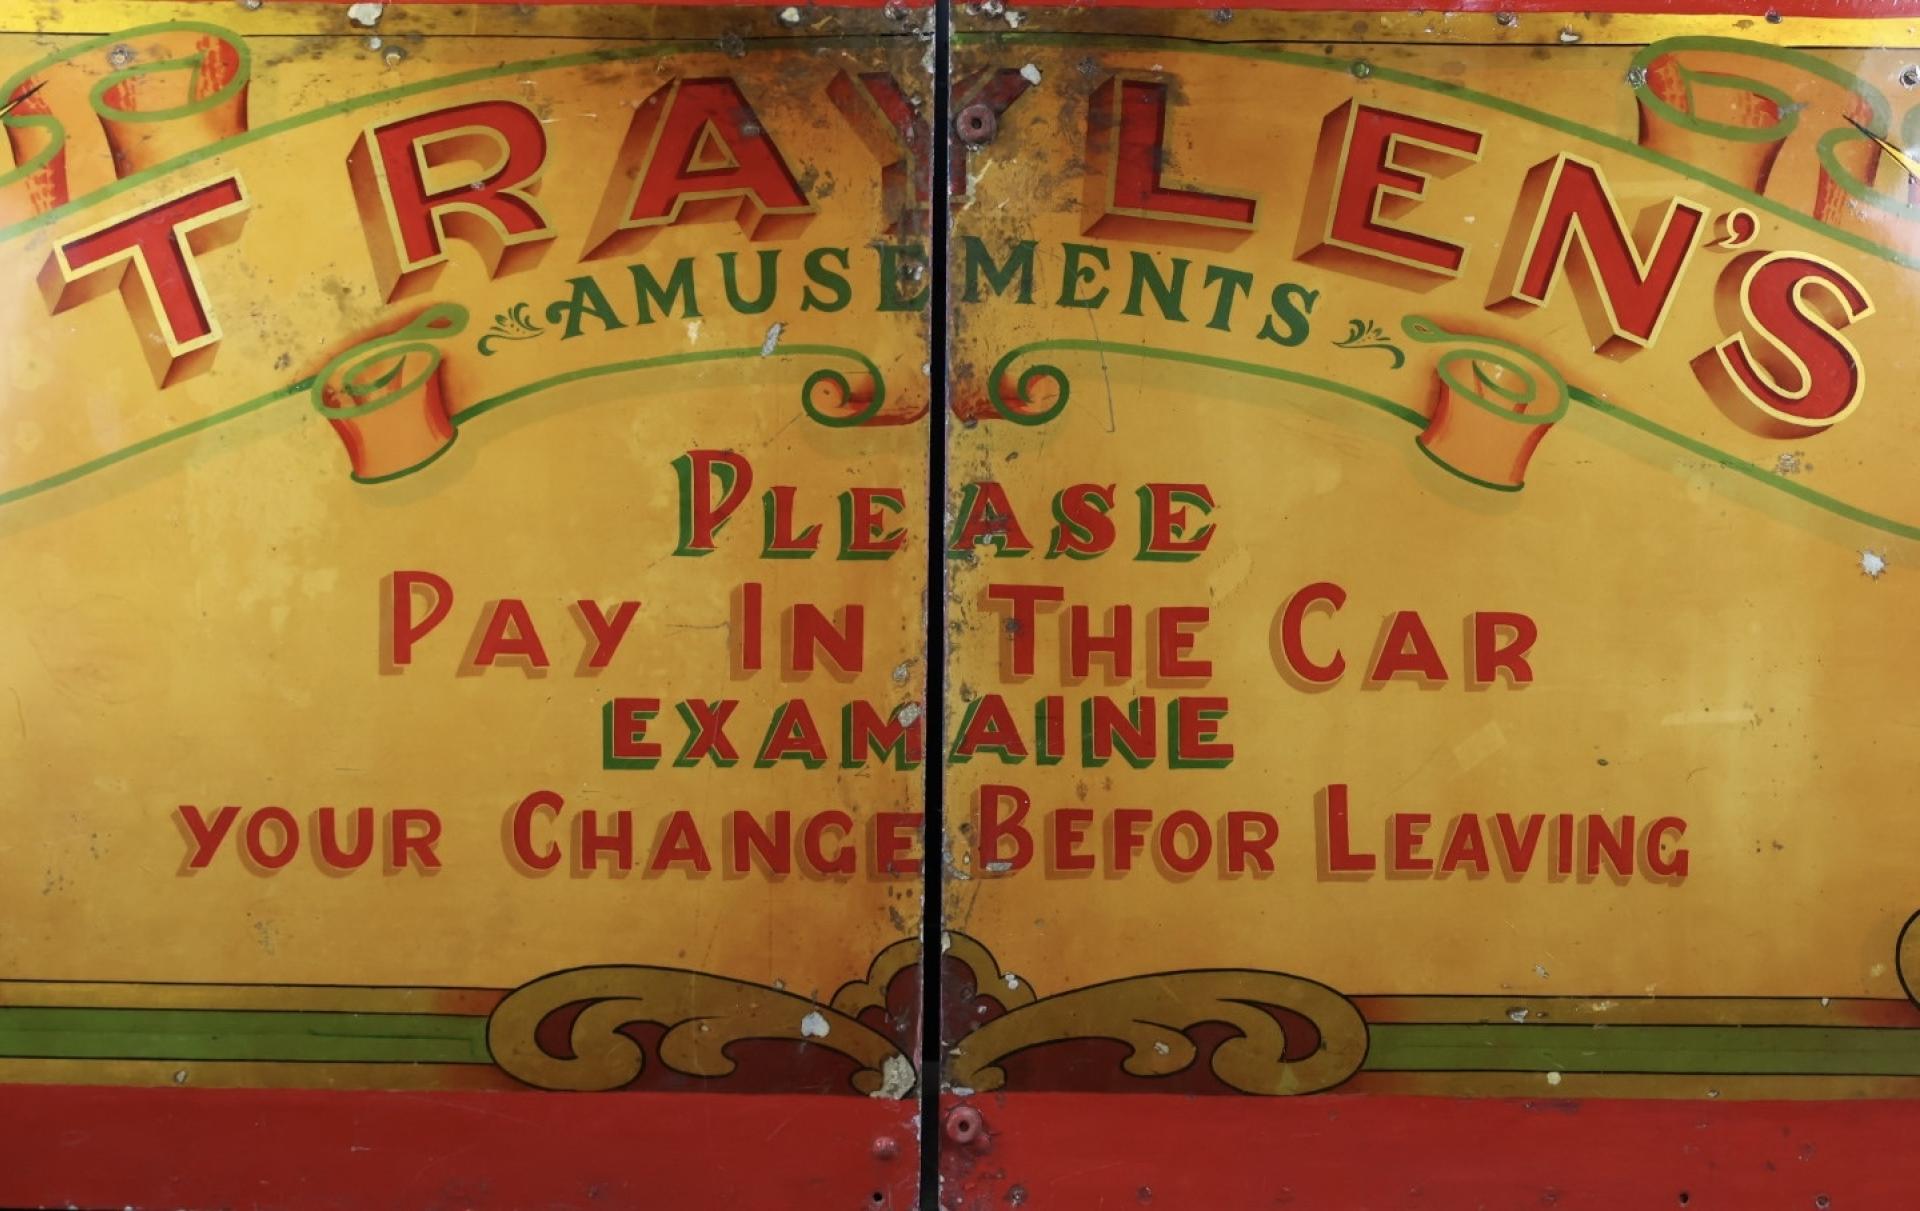 TRAYLEN'S
AMUSEMENTS
PLEASE
PAY IN THE CAR
EXAMAINE
YOUR CHANGE BEFOR LEAVING